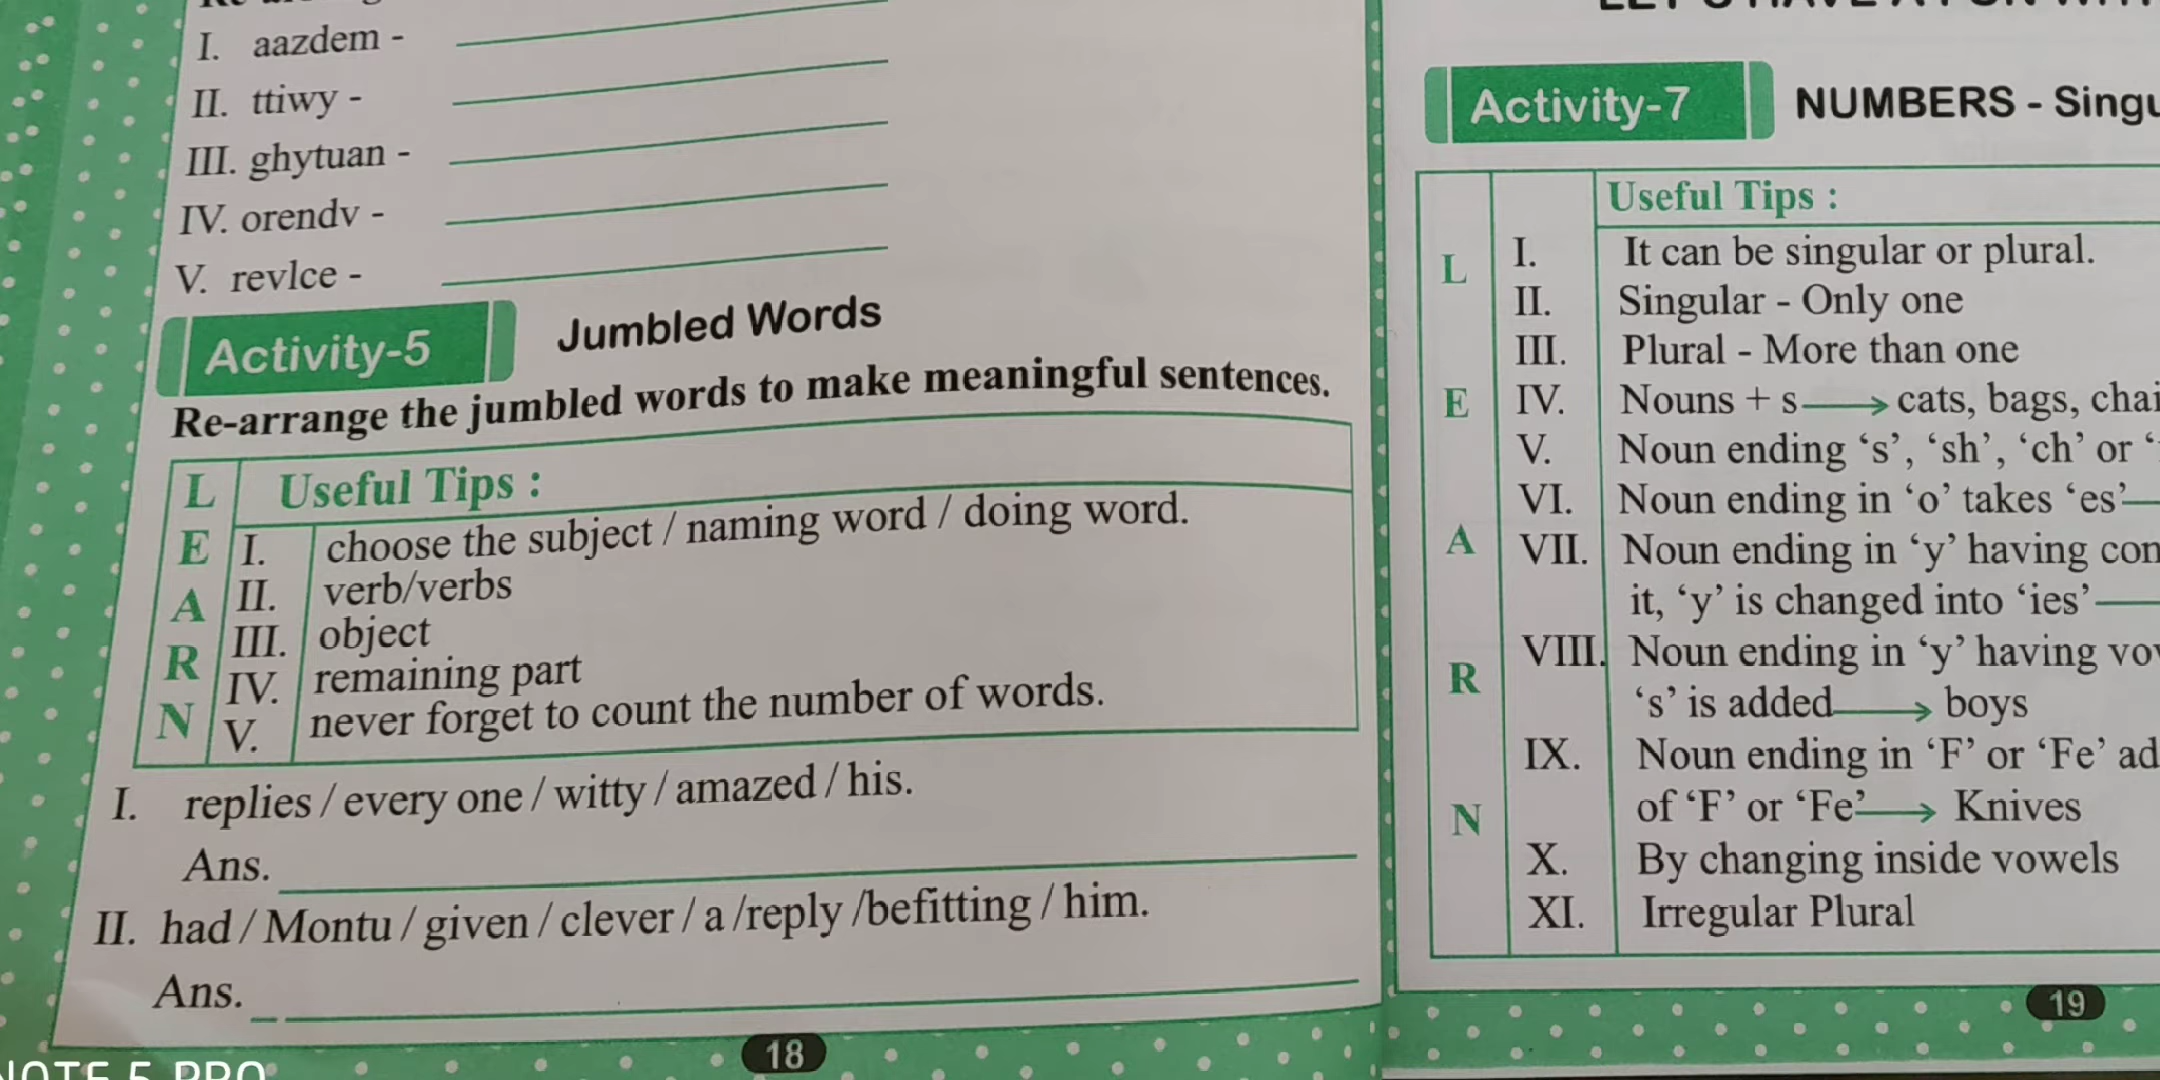 I. aazdem -
II. ttiwy -
III. ghytuan -
IV. orendv -
V. revlce -
Activity-5 Jumbled Words
Re-arrange the jumbled words to make meaningful sentences.
L E A R N
Useful Tips :
I. choose the subject / naming word / doing word.
II. verb/verbs
III. object
IV. remaining part
V. never forget to count the number of words.
I. replies / every one / witty / amazed / his.
Ans.
II. had / Montu / given / clever / a /reply /befitting / him.
Ans.
18
Activity-7 NUMBERS -
L E A R N
Useful Tips :
I. It can be singular or plural.
II. Singular - Only one
III. Plural - More than one
IV. Nouns + s → cats, bags,
V. Noun ending ‘s’, ‘sh’, ‘ch’ or
VI. Noun ending in ‘o’ takes ‘es’
VII. Noun ending in ‘y’ having
it, ‘y’ is changed into ‘ies’
VIII. Noun ending in ‘y’ having
‘s’ is added → boys
IX. Noun ending in ‘F’ or ‘Fe’
of ‘F’ or ‘Fe’ → Knives
X. By changing inside vowels
XI. Irregular Plural
19